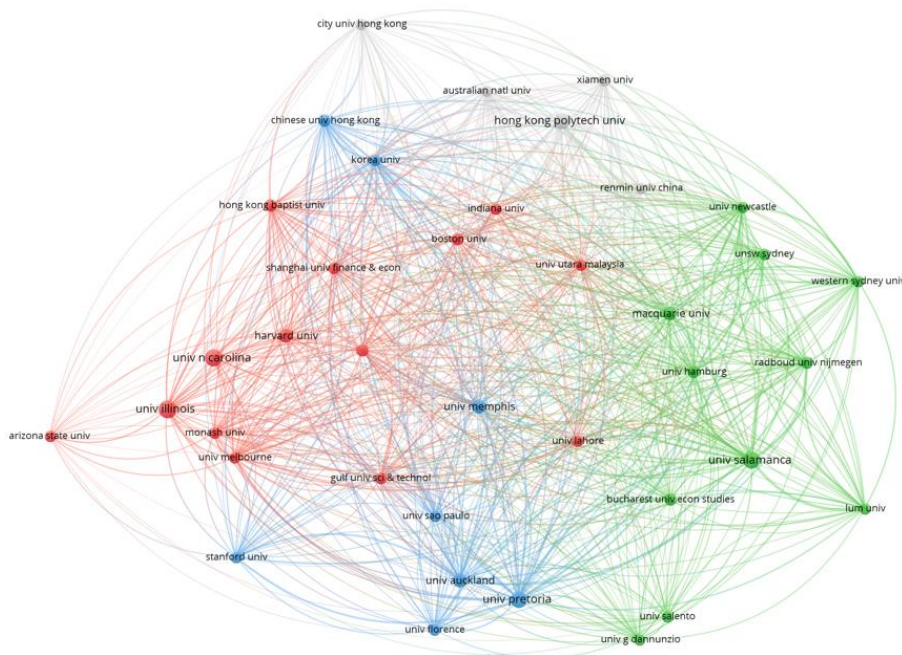 city univ hong kong
xiamen univ
australian natl univ
chinese univ hong kong
hong kong polytech univ
korea univ
renmin univ china
hong kong baptist univ
indiana univ
univ newcastle
boston univ
unsw sydney
shanghai univ finance & econ
univ utara malaysia
western sydney univ
macquarie univ
harvard univ
univ n carolina
radboud univ nijmegen
univ hamburg
univ illinois
univ memphis
arizona state univ
monash univ
univ lahore
univ melbourne
univ salamanca
gulf univ sci & technol
bucharest univ econ studies
lum univ
univ sao paulo
stanford univ
univ auckland
univ pretoria
univ salento
univ florence
univ g dannunzio